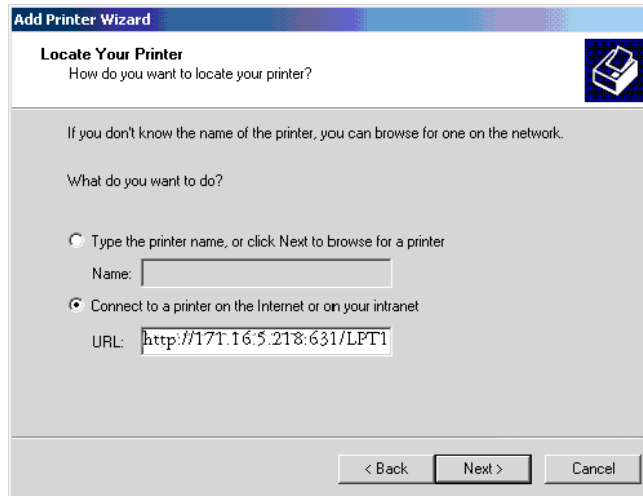 Add Printer Wizard
Locate Your Printer
How do you want to locate your printer?
If you don't know the name of the printer, you can browse for one on the network.
What do you want to do?
Type the printer name, or click Next to browse for a printer
Name:
Connect to a printer on the Internet or on your intranet
URL: http://171.16.5.218:631/LPT1
< Back Next > Cancel